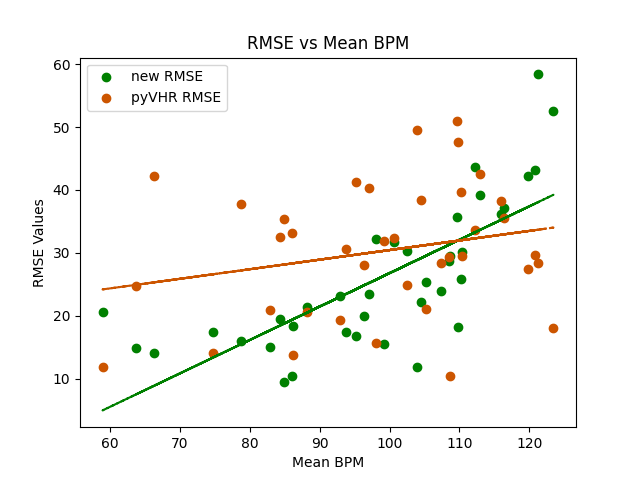 RMSE vs Mean BPM
new RMSE
pyVHR RMSE
60
50
40
30
20
10
RMSE Values
60 70 80 90 100 110 120
Mean BPM